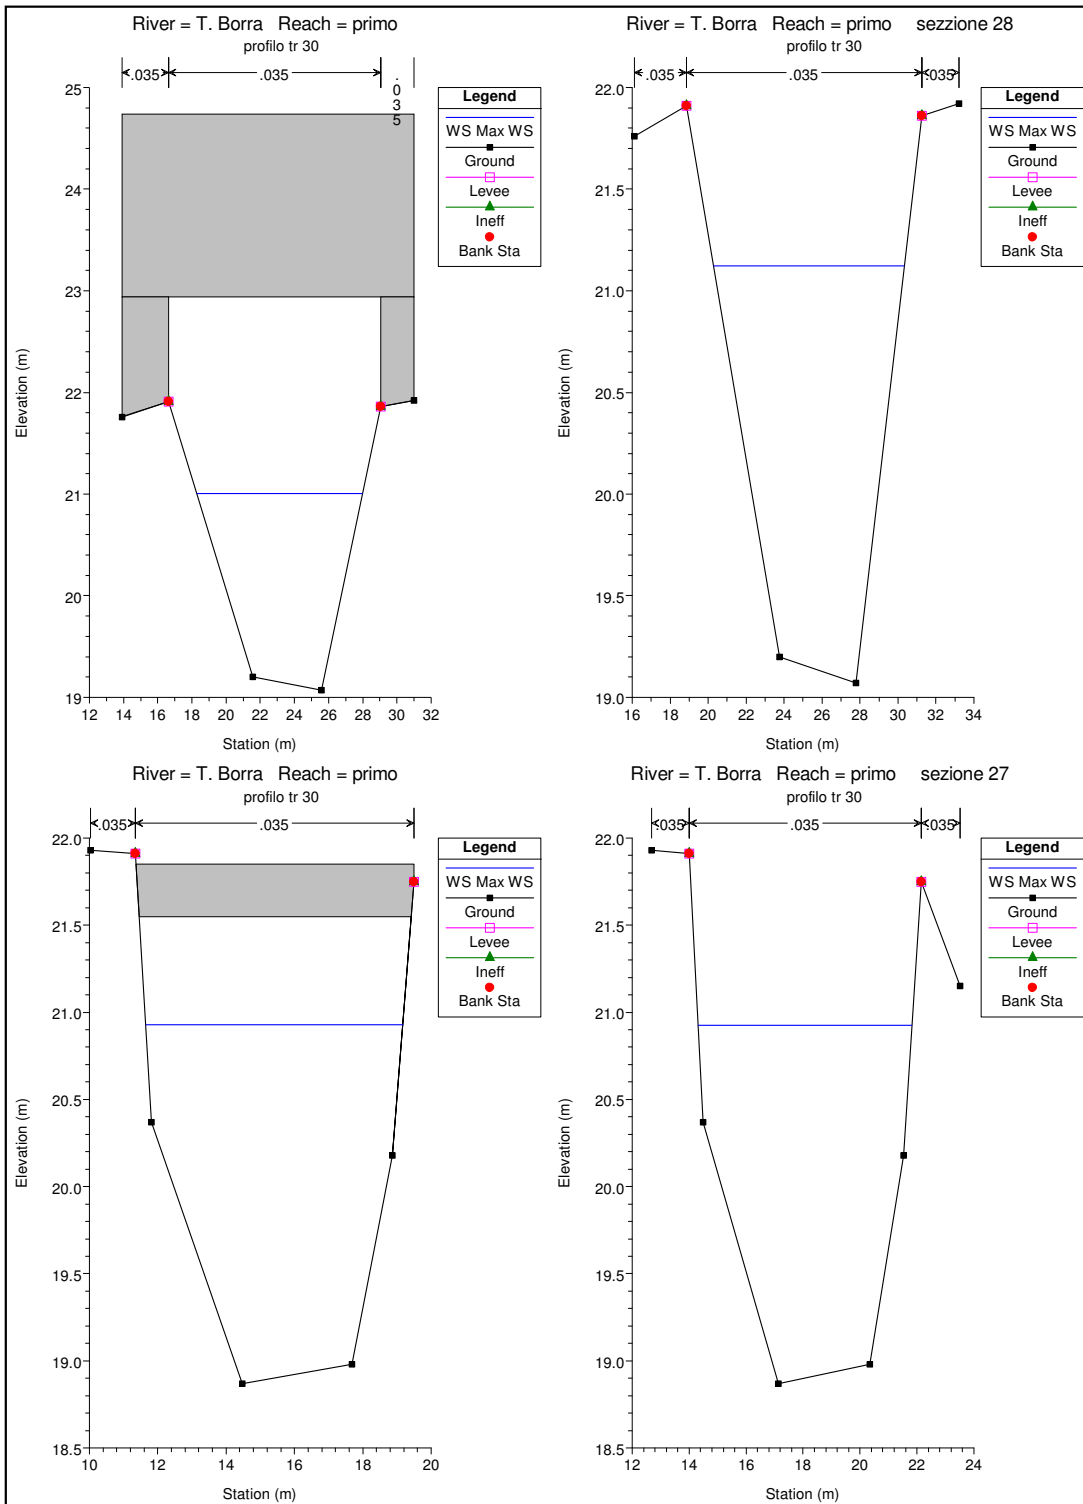 River = T. Borra Reach = primo
profilo tr 30
.035 .035 .035
25
24
23
22
21
20
19
Elevation (m)
12 14 16 18 20 22 24 26 28 30 32
Station (m)
Legend
WS Max WS
Ground
Levee
Ineff
Bank Sta
River = T. Borra Reach = primo sezzione 28
profilo tr 30
.035 .035 .035
22.0
21.5
21.0
20.5
20.0
19.5
19.0
Elevation (m)
16 18 20 22 24 26 28 30 32 34
Station (m)
Legend
WS Max WS
Ground
Levee
Ineff
Bank Sta
River = T. Borra Reach = primo
profilo tr 30
.035 .035
22.0
21.5
21.0
20.5
20.0
19.5
19.0
18.5
Elevation (m)
10 12 14 16 18 20
Station (m)
Legend
WS Max WS
Ground
Levee
Ineff
Bank Sta
River = T. Borra Reach = primo sezione 27
profilo tr 30
.035 .035 .035
22.0
21.5
21.0
20.5
20.0
19.5
19.0
18.5
Elevation (m)
12 14 16 18 20 22 24
Station (m)
Legend
WS Max WS
Ground
Levee
Ineff
Bank Sta